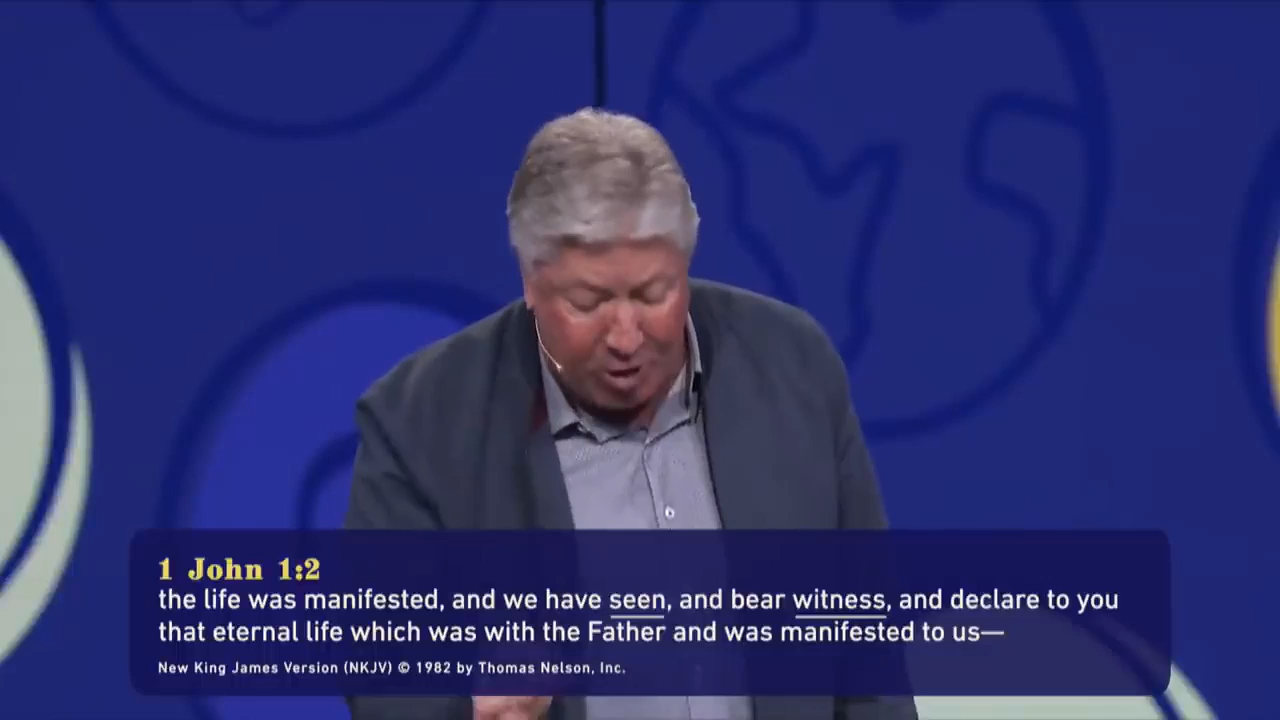 1 John 1:2
the life was manifested, and we have seen, and bear witness, and declare to you
that eternal life which was with the Father and was manifested to us—
New King James Version (NKJV) © 1982 by Thomas Nelson, Inc.